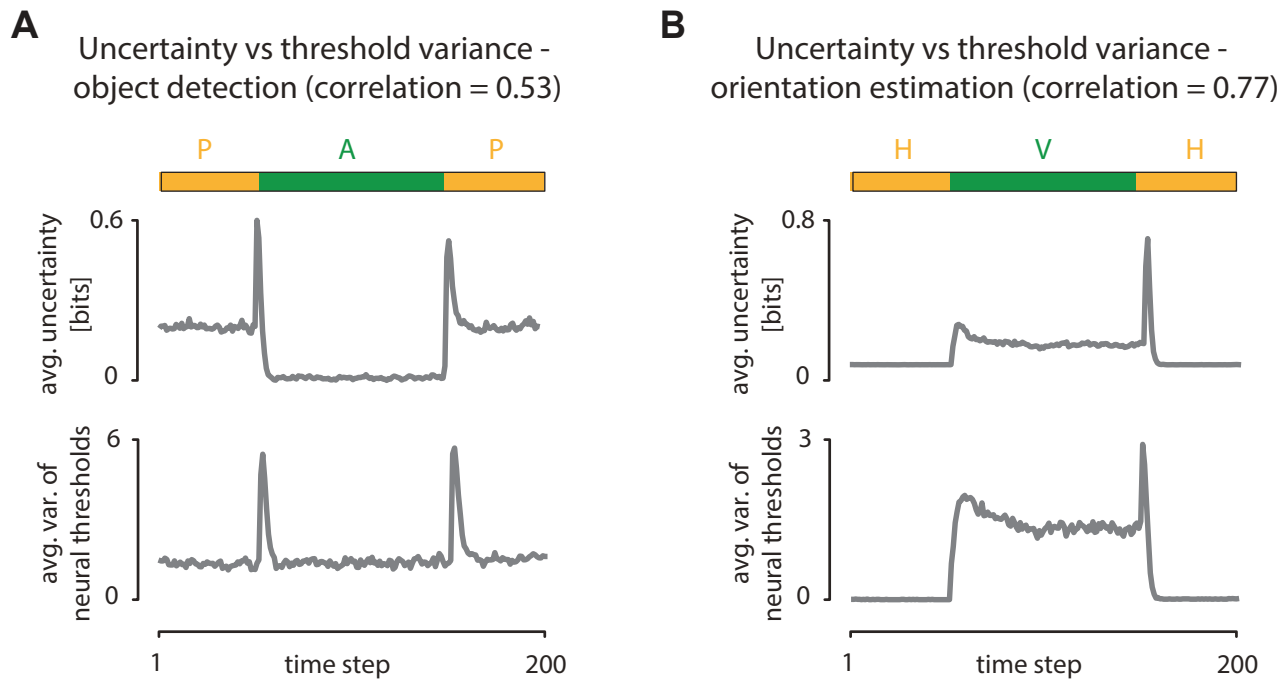 A
Uncertainty vs threshold variance -
object detection (correlation = 0.53)
P A P
0.6
avg. uncertainty
[bits]
0
6
avg. var. of
neural thresholds
0
1 time step 200
B
Uncertainty vs threshold variance -
orientation estimation (correlation = 0.77)
H V H
0.8
avg. uncertainty
[bits]
0
3
avg. var. of
neural thresholds
0
1 time step 200